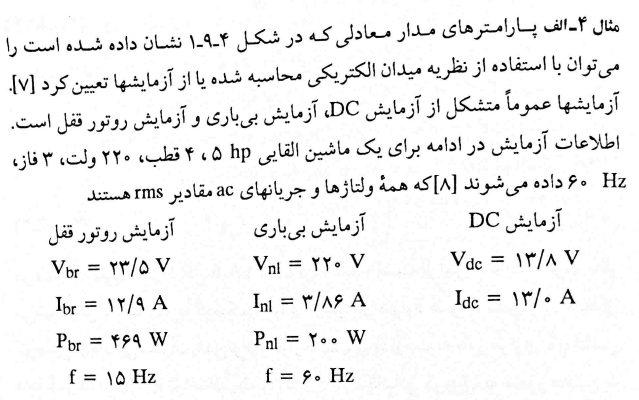 مثال ۴ـ الف پارامترهای مدار معادلی که در شکل ۴ـ۹ـ۱ نشان داده شده است را
می‌توان با استفاده از نظریه میدان الکتریکی محاسبه شده یا از آزمایشها تعیین کرد [۷].
آزمایشها عموماً متشکل از آزمایش DC، آزمایش بی‌باری و آزمایش روتور قفل است.
اطلاعات آزمایش در ادامه برای یک ماشین القایی ۵ hp، ۴ قطب، ۲۲۰ ولت، ۳ فاز،
۶۰ Hz داده می‌شوند [۸] که همهٔ ولتاژها و جریانهای ac مقادیر rms هستند
آزمایش DC آزمایش بی‌باری آزمایش روتور قفل
V_dc = ۱۳/۸ V V_nl = ۲۲۰ V V_br = ۲۳/۵ V
I_dc = ۱۳/۰ A I_nl = ۳/۸۶ A I_br = ۱۲/۹ A
P_nl = ۲۰۰ W P_br = ۴۶۹ W
f = ۶۰ Hz f = ۱۵ Hz